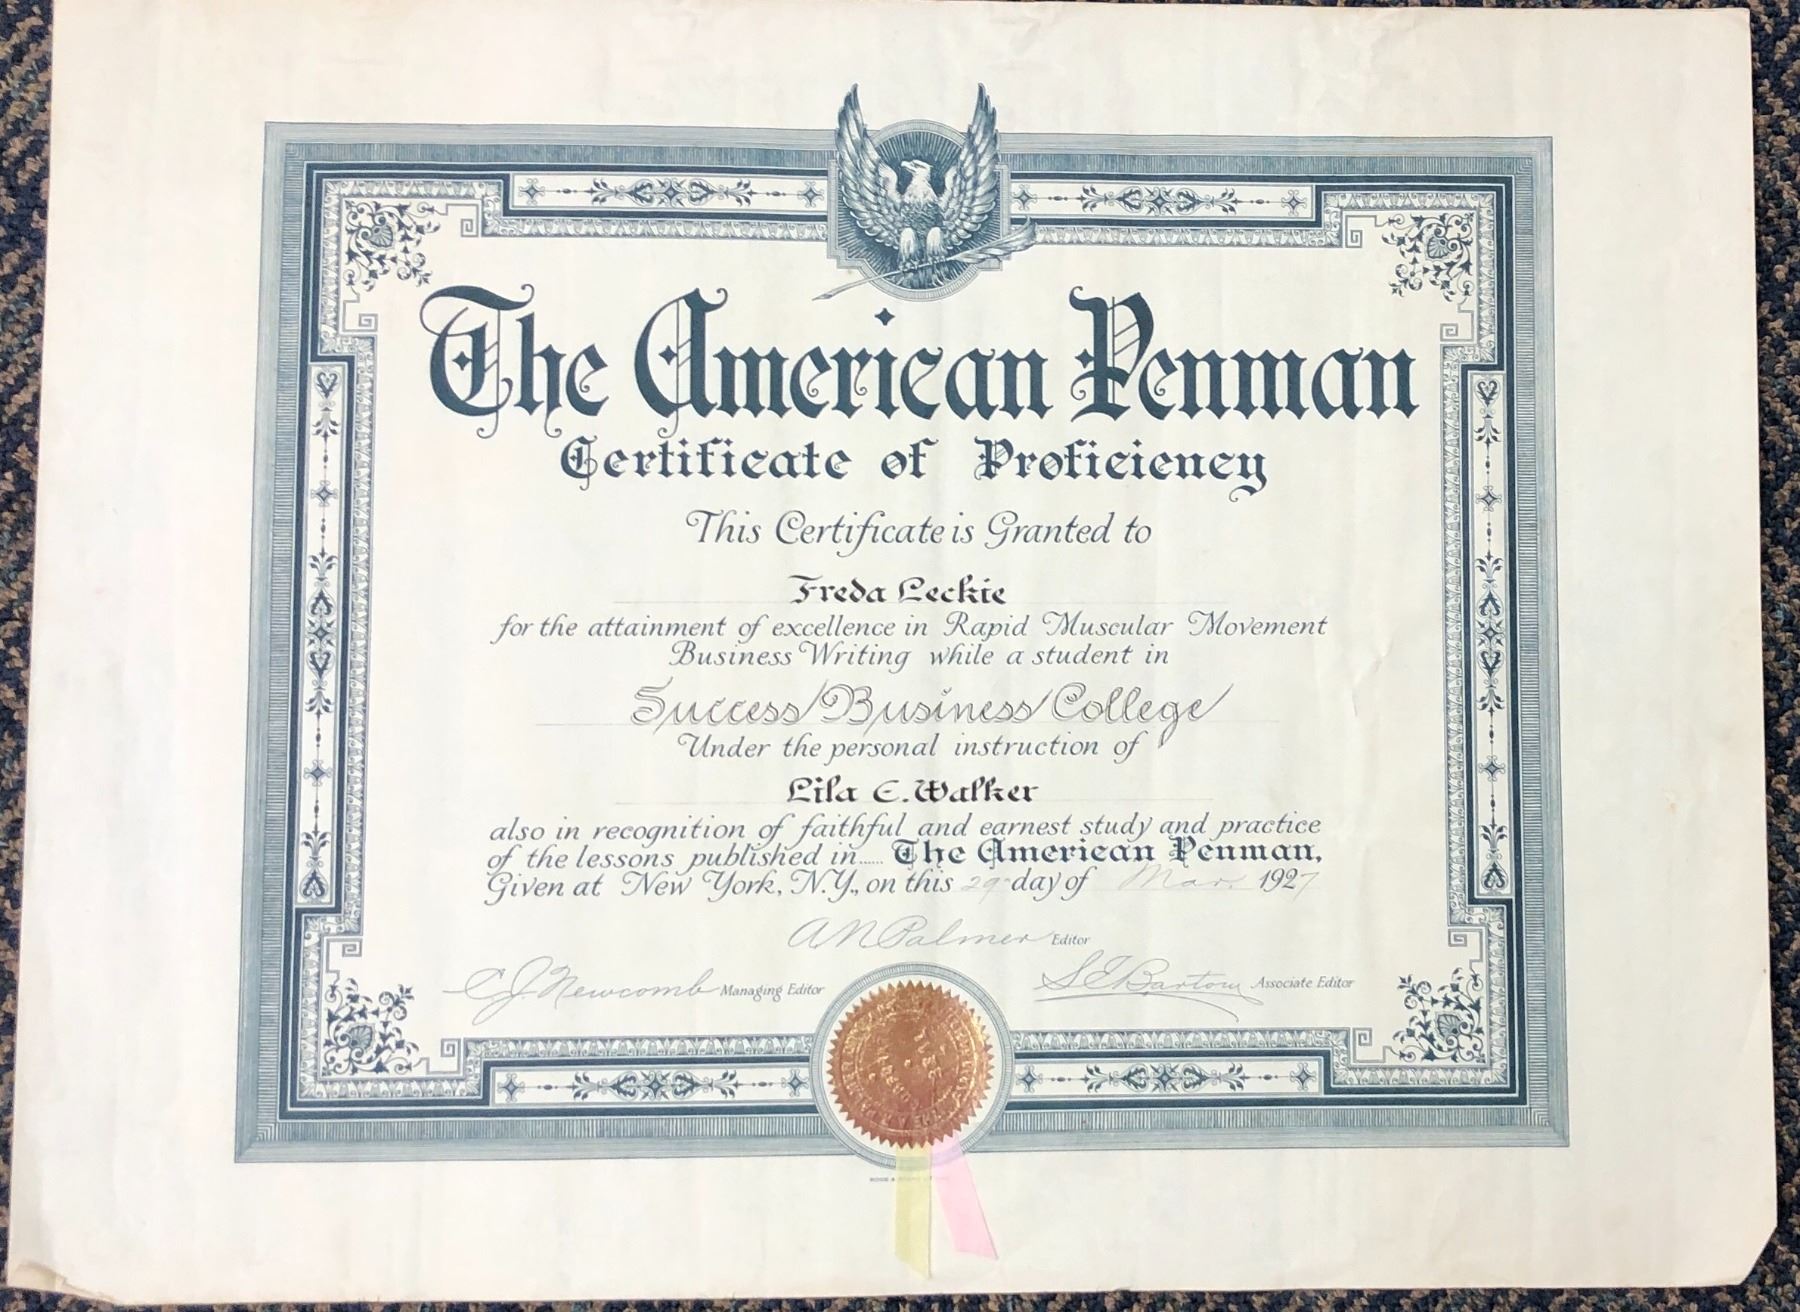 The American Penman
Certificate of Proficiency
This Certificate is Granted to
Freda Leckie
for the attainment of excellence in Rapid Muscular Movement
Business Writing while a student in
Success Business College
Under the personal instruction of
Lila E. Walker
also in recognition of faithful and earnest study and practice
of the lessons published in...... The American Penman.
Given at New York, N.Y., on this 29 day of Mar. 1927
A N Palmer Editor
C J Newcomb Managing Editor
S E Bartow Associate Editor